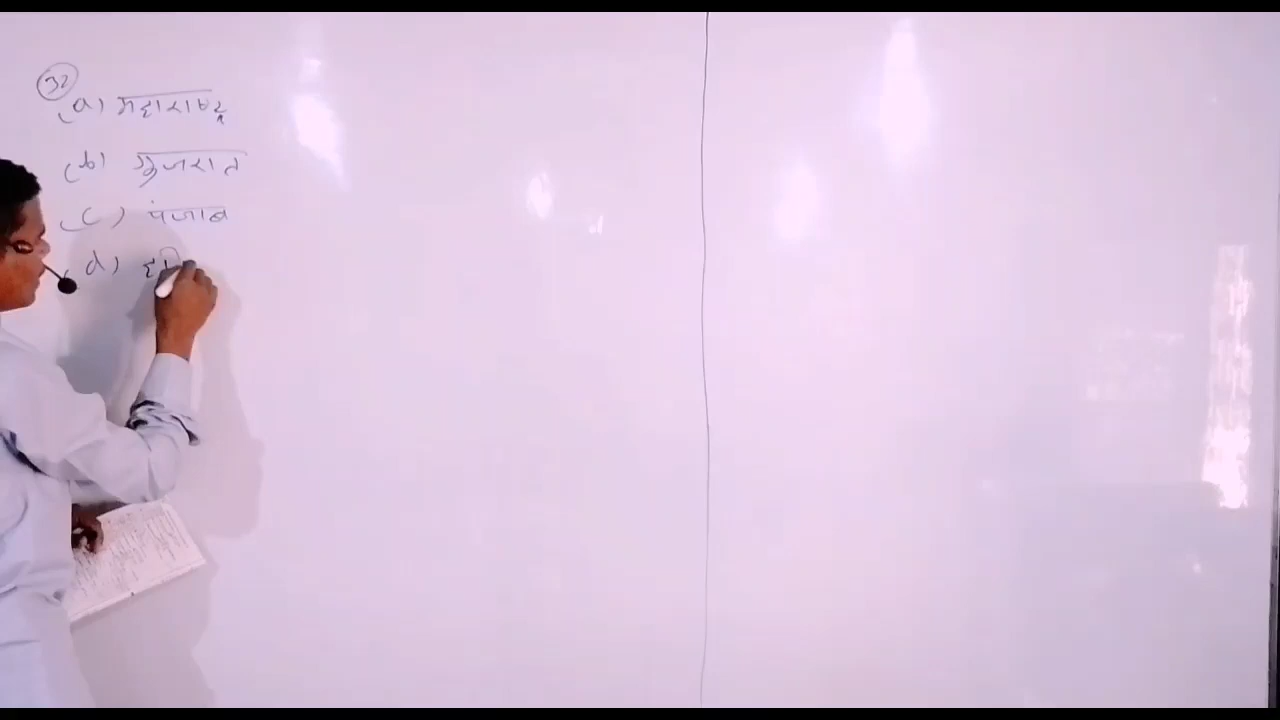 32
(a) महाराष्ट्र
(b) गुजरात
(c) पंजाब
(d) ह